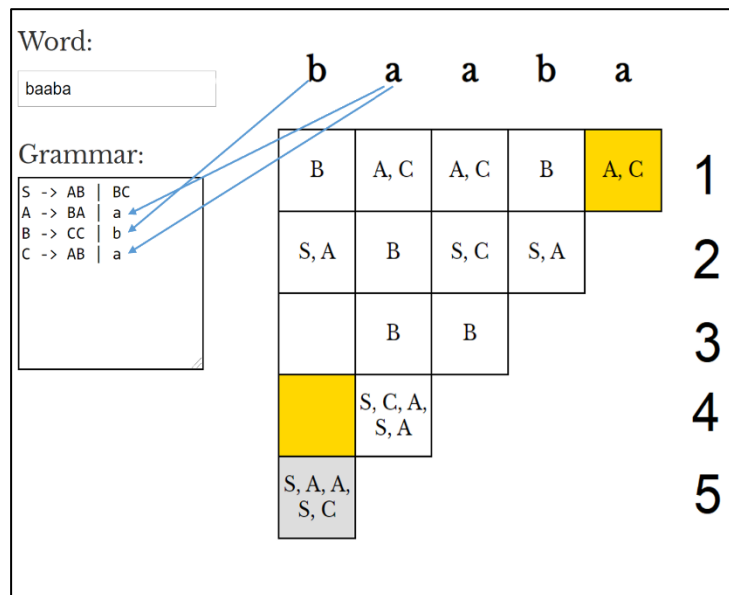 Word:
baaba
Grammar:
S -> AB | BC
A -> BA | a
B -> CC | b
C -> AB | a
b a a b a
B A, C A, C B A, C 1
S, A B S, C S, A 2
B B 3
S, C, A,
S, A 4
S, A, A,
S, C 5